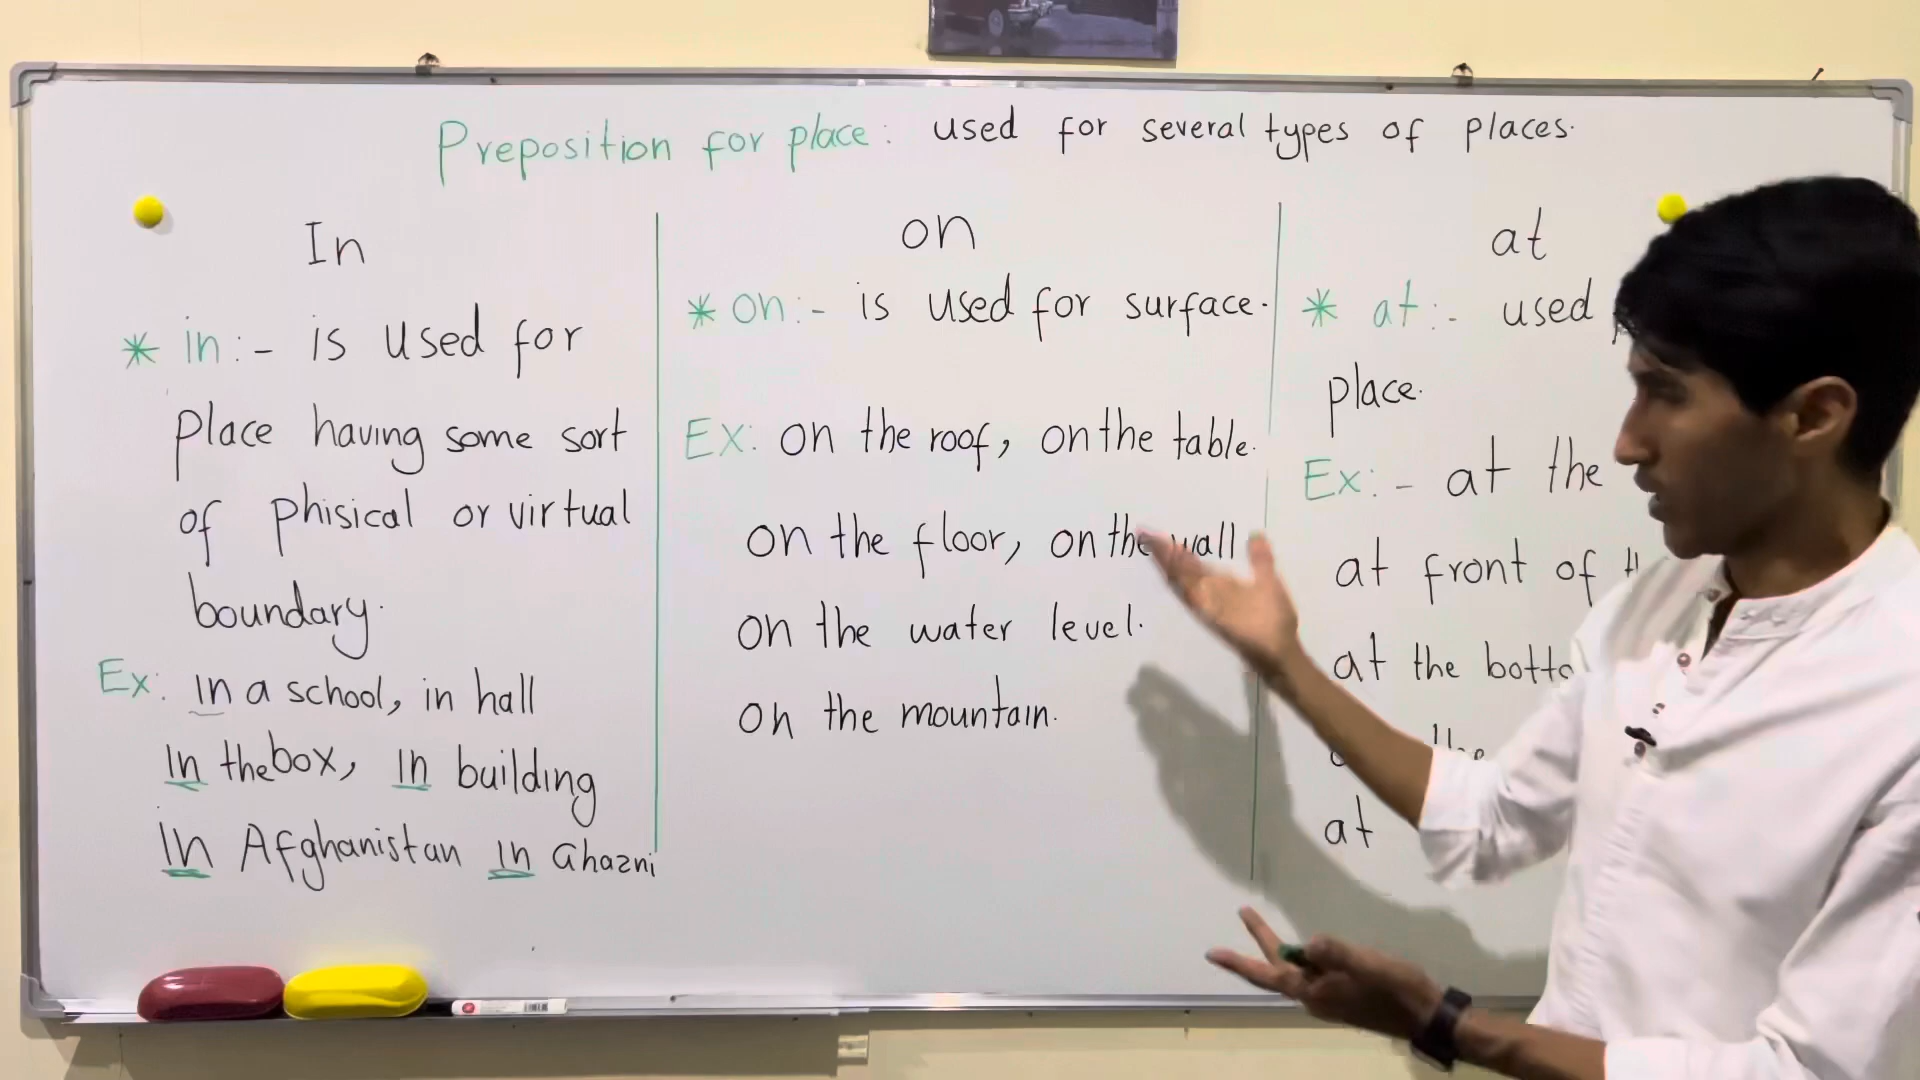 Preposition for place: used for several types of places.
In
* in:- is used for
place having some sort
of phisical or virtual
boundary.
Ex: in a school, in hall
in the box, in building
in Afghanistan in Ghazni
on
* on:- is used for surface.
Ex: on the roof, on the table.
on the floor, on the wall
on the water level.
on the mountain.
at
* at:- used
place.
Ex:- at the
at front of
at the
at